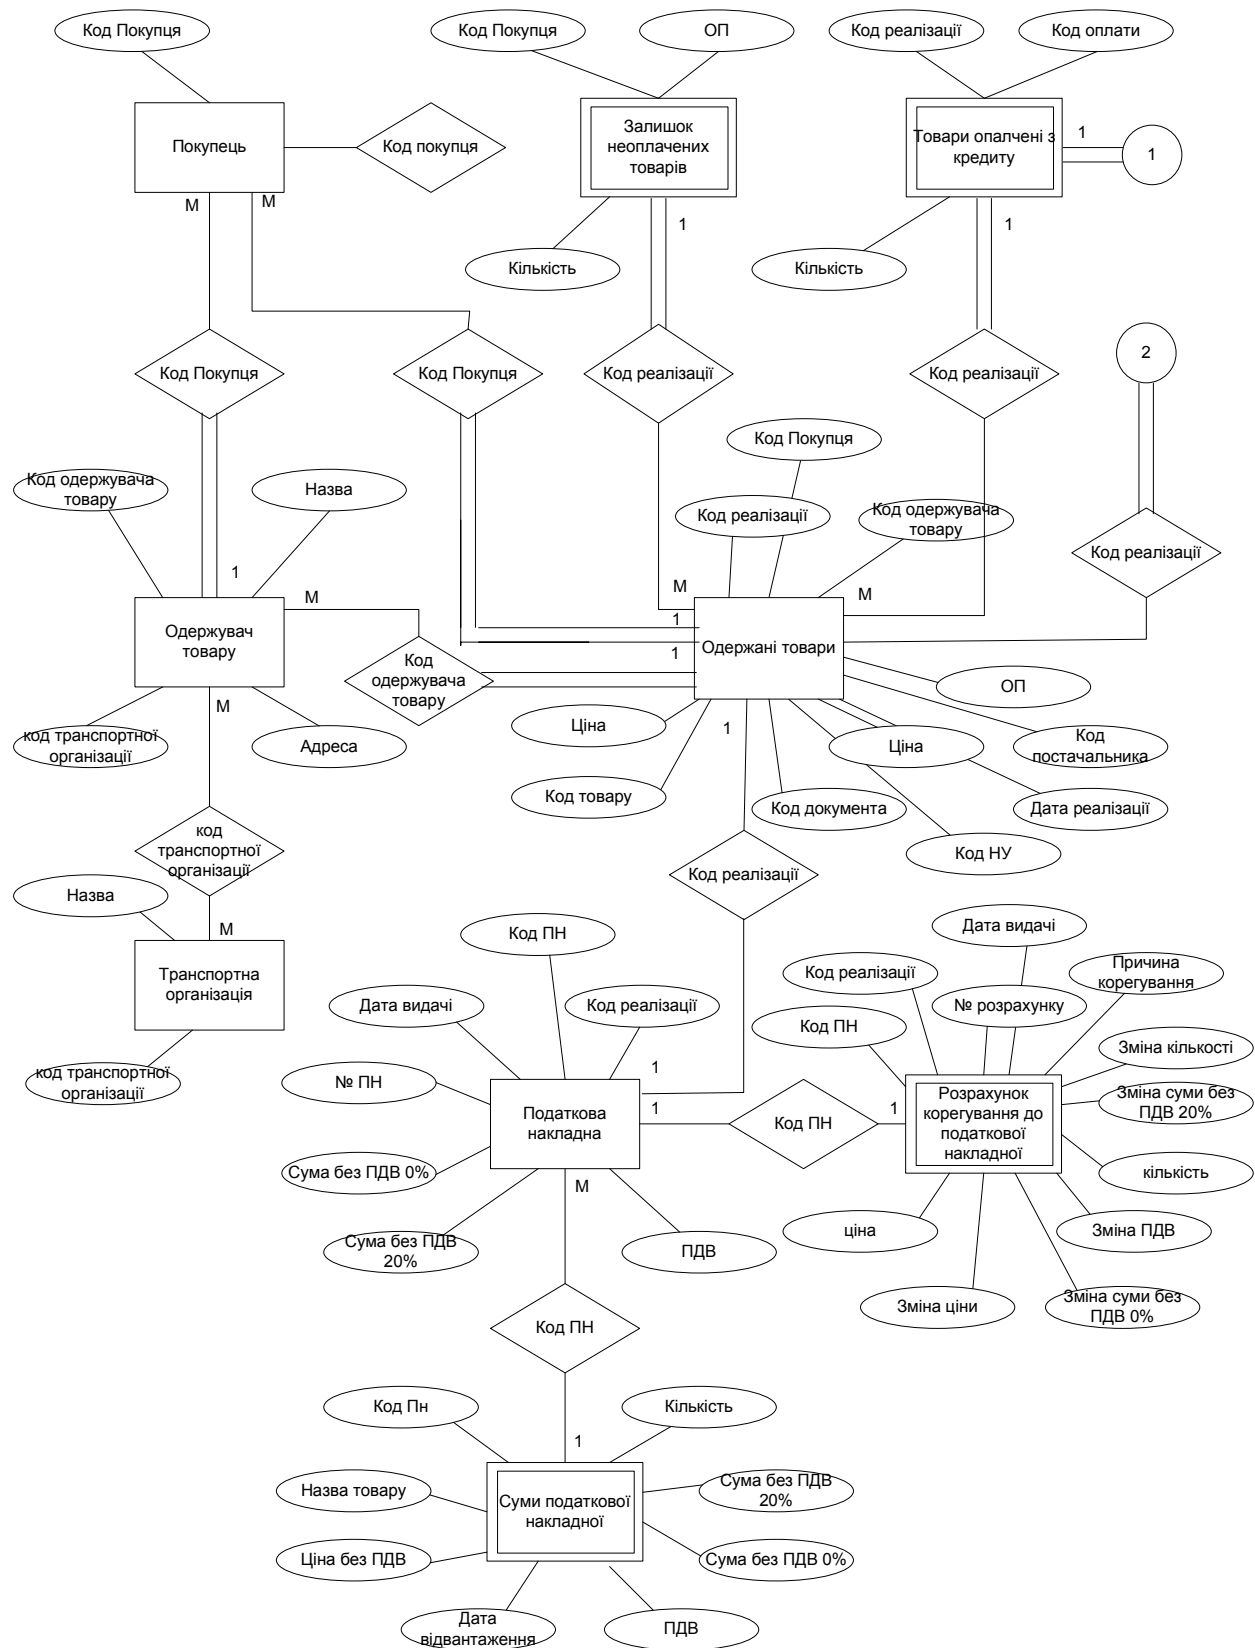 Код Покупця
Код Покупця
ОП
Код реалізації
Код оплати
Покупець
Код покупця
Залишок
неоплачених
товарів
Товари опалчені з
кредиту
1
1
М
М
1
1
Кількість
Кількість
2
Код Покупця
Код Покупця
Код реалізації
Код реалізації
Код Покупця
Код одержувача
товару
Назва
Код реалізації
Код одержувача
товару
Код реалізації
1
М
М
М
1
Одержувач
товару
Код
одержувача
товару
1
Одержані товари
М
ОП
код транспортної
організації
Адреса
Ціна
1
Ціна
Код
постачальника
Код товару
Код документа
Дата реалізації
код
транспортної
організації
Код НУ
Код реалізації
Назва
М
Код ПН
Дата видачі
Транспортна
організація
Код реалізації
Причина
корегування
Дата видачі
Код реалізації
№ розрахунку
Код ПН
Зміна кількості
код транспортної
організації
№ ПН
1
Податкова
накладна
1
Код ПН
1
Розрахунок
корегування до
податкової
накладної
Зміна суми без
ПДВ 20%
Сума без ПДВ 0%
М
кількість
Сума без ПДВ
20%
ПДВ
ціна
Зміна ПДВ
Зміна ціни
Зміна суми без
ПДВ 0%
Код ПН
Код Пн
Кількість
1
Назва товару
Суми податкової
накладної
Сума без ПДВ
20%
Ціна без ПДВ
Сума без ПДВ 0%
Дата
відвантаження
ПДВ